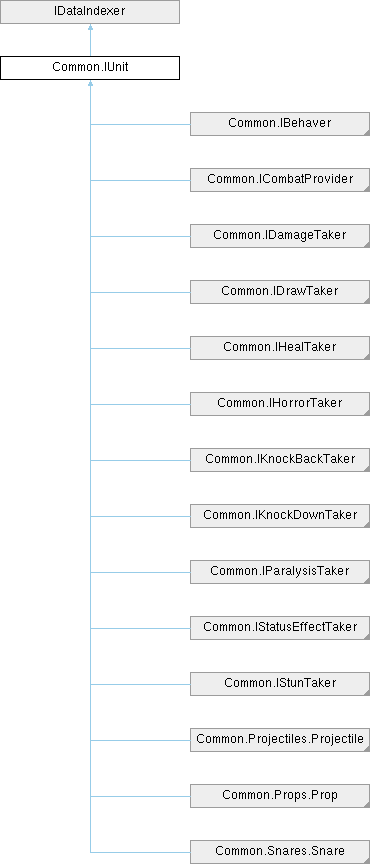 IDataIndexer
Common.IUnit
Common.IBehaver
Common.ICombatProvider
Common.IDamageTaker
Common.IDrawTaker
Common.IHealTaker
Common.IHorrorTaker
Common.IKnockBackTaker
Common.IKnockDownTaker
Common.IParalysisTaker
Common.IStatusEffectTaker
Common.IStunTaker
Common.Projectiles.Projectile
Common.Props.Prop
Common.Snares.Snare